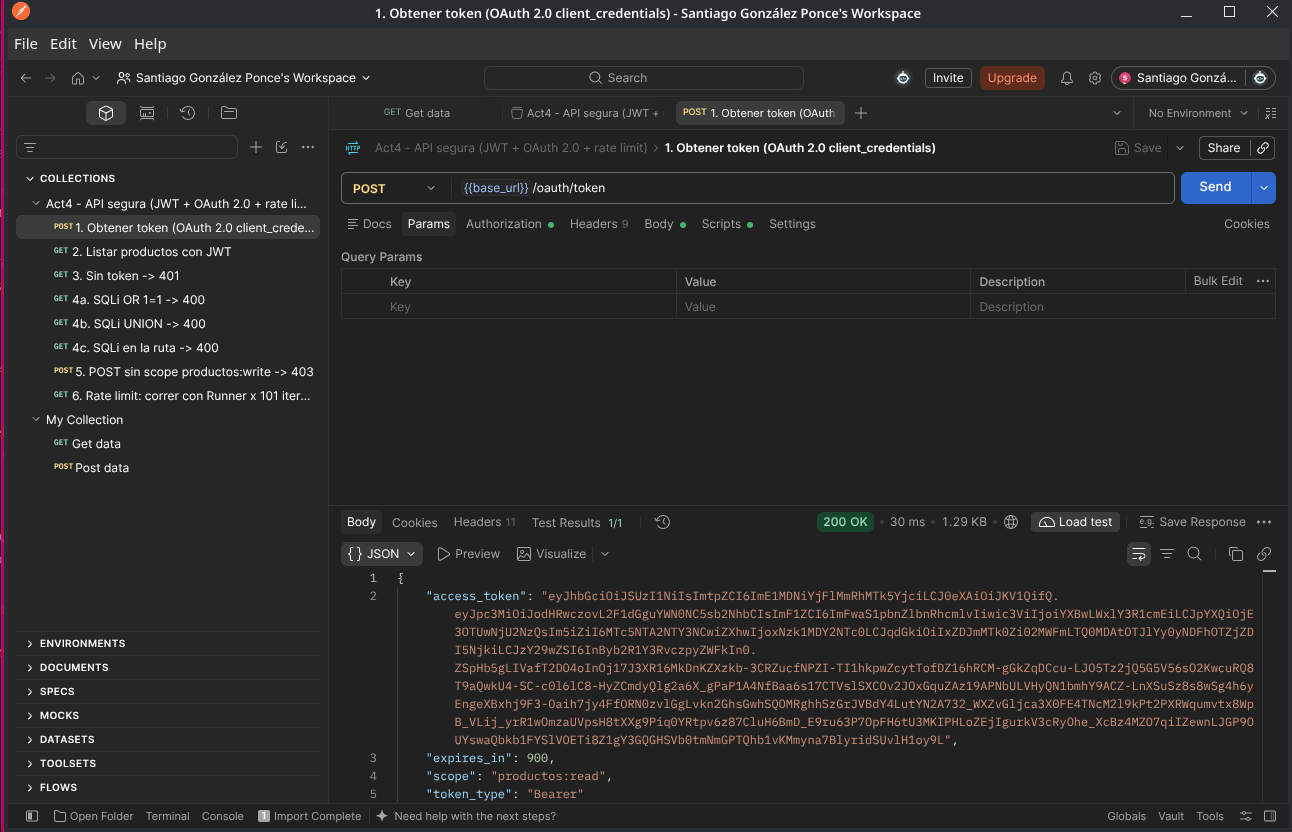 1. Obtener token (OAuth 2.0 client_credentials) - Santiago González Ponce's Workspace
File Edit View Help
Santiago González Ponce's Workspace
Search
Invite
Upgrade
S Santiago Gonzá...
GET Get data
Act4 - API segura (JWT +
POST 1. Obtener token (OAuth
No Environment
HTTP Act4 - API segura (JWT + OAuth 2.0 + rate limit) > 1. Obtener token (OAuth 2.0 client_credentials)
Save
Share
COLLECTIONS
Act4 - API segura (JWT + OAuth 2.0 + rate li...
POST 1. Obtener token (OAuth 2.0 client_crede...
GET 2. Listar productos con JWT
GET 3. Sin token -> 401
GET 4a. SQLi OR 1=1 -> 400
GET 4b. SQLi UNION -> 400
GET 4c. SQLi en la ruta -> 400
POST 5. POST sin scope productos:write -> 403
GET 6. Rate limit: correr con Runner x 101 iter...
My Collection
GET Get data
POST Post data
ENVIRONMENTS
DOCUMENTS
SPECS
MOCKS
DATASETS
TOOLSETS
FLOWS
POST {{base_url}} /oauth/token
Send
Docs Params Authorization Headers 9 Body Scripts Settings Cookies
Query Params
Key Value Description Bulk Edit
Key Value Description
Body Cookies Headers 11 Test Results 1/1
200 OK • 30 ms • 1.29 KB
Load test
e.g. Save Response
{} JSON Preview Visualize
1 {
2 "access_token": "eyJhbGciOiJSUzI1NiIsImtpZCI6ImE1MDNiYjFlMmRhMTk5YjciLCJ0eXAiOiJKV1QifQ.
3 "expires_in": 900,
4 "scope": "productos:read",
5 "token_type": "Bearer"
Open Folder Terminal Console 1 Import Complete Need help with the next steps?
Globals Vault Tools